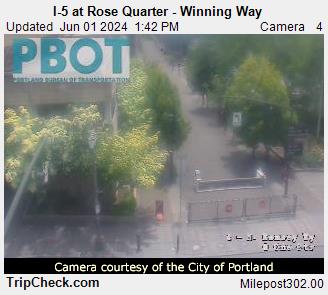 I-5 at Rose Quarter - Winning Way
Updated Jun 01 2024 1:42 PM Camera 4
PBOT
PORTLAND BUREAU OF TRANSPORTATION
Camera courtesy of the City of Portland
TripCheck.com Milepost302.00